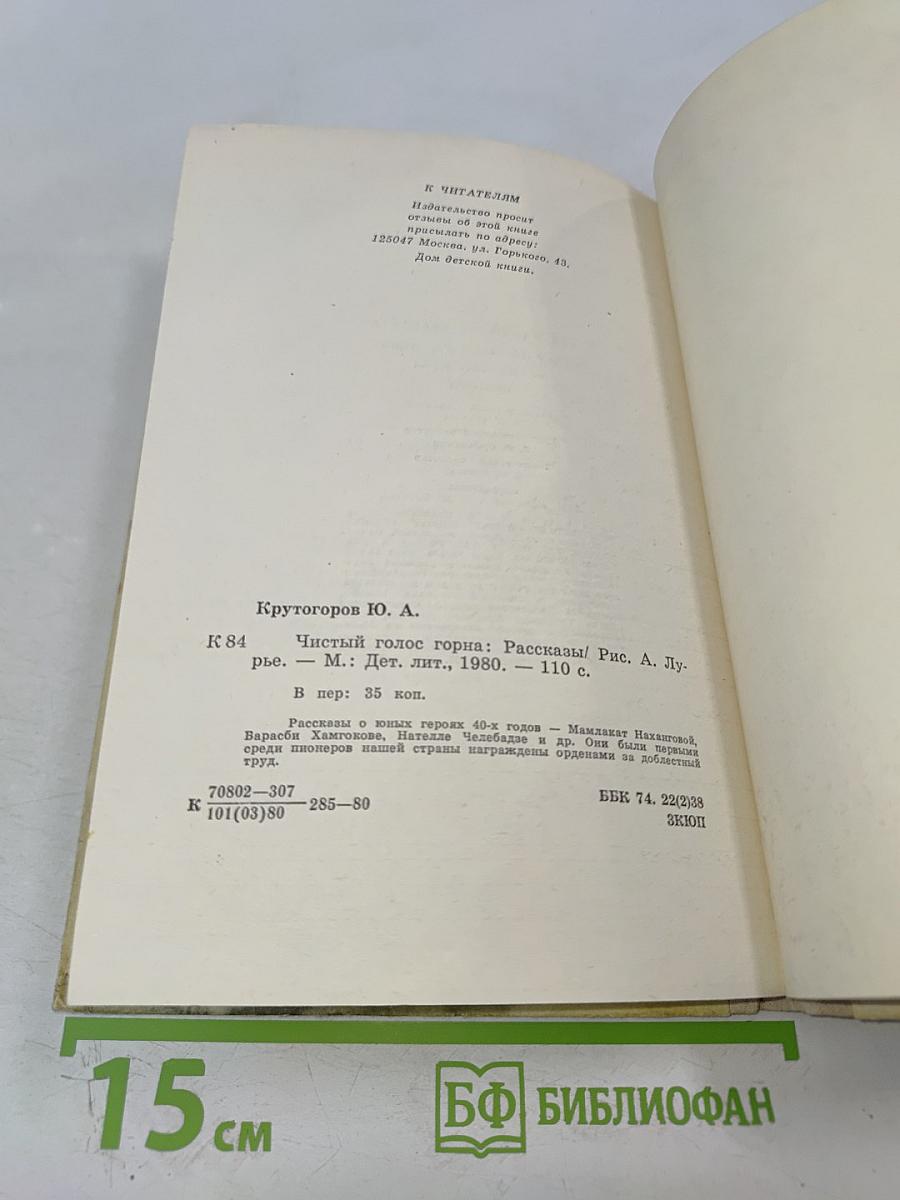 К ЧИТАТЕЛЯМ
Издательство просит
отзывы об этой книге
присылать по адресу:
125047 Москва, ул. Горького, 43.
Дом детской книги.
Крутогоров Ю. А.
К 84 Чистый голос горна: Рассказы/ Рис. А. Лу-
рье. — М.: Дет. лит., 1980. — 110 с.
В пер: 35 коп.
Рассказы о юных героях 40-х годов — Мамлакат Наханговой,
Варасби Хамгокове, Нателле Челебадзе и др. Они были первыми
среди пионеров нашей страны награждены орденами за доблестный
труд.
К 70802—307
101(03)80 285—80
ББК 74. 22(2)38
ЗКЮП
15 см
БФ БИБЛИОФАН